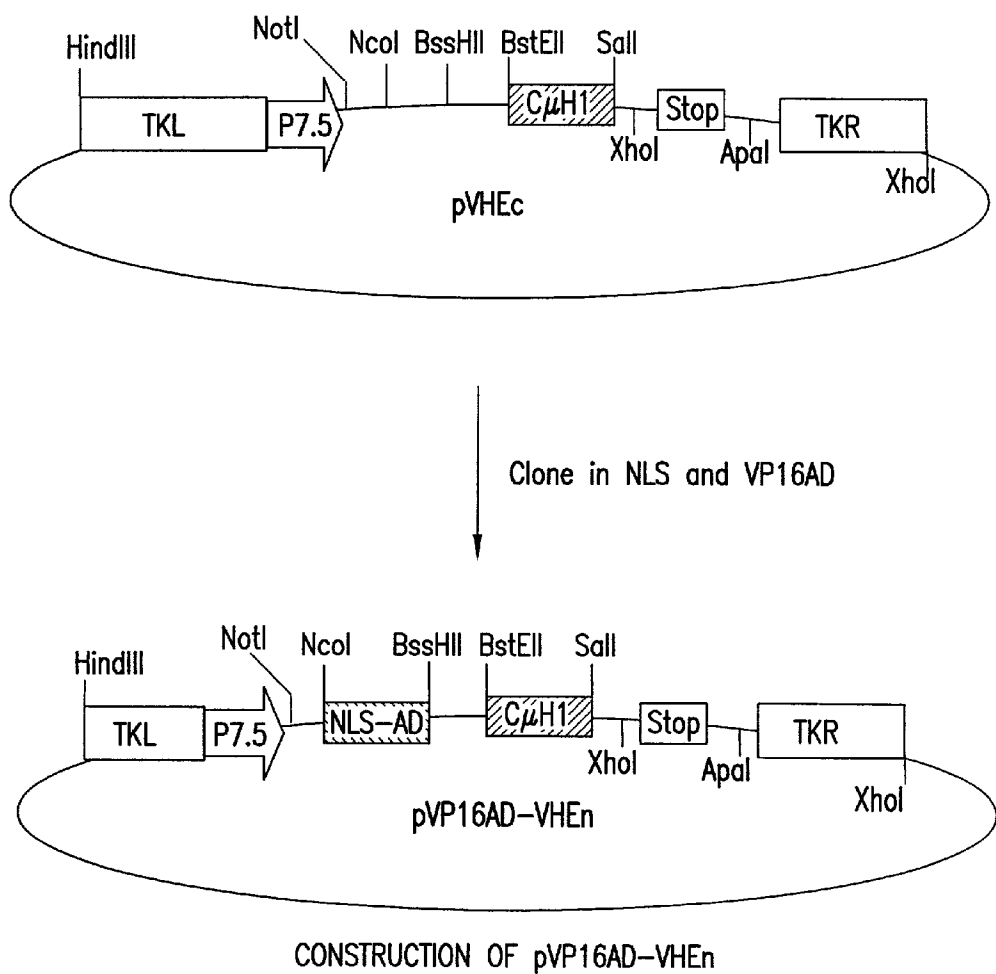 HindIII
NotI
NcoI
BssHII
BstEII
SalI
TKL
P7.5
CμH1
XhoI
Stop
ApaI
TKR
XhoI
pVHEc
Clone in NLS and VP16AD
HindIII
NotI
NcoI
BssHII
BstEII
SalI
TKL
P7.5
NLS-AD
CμH1
XhoI
Stop
ApaI
TKR
XhoI
pVP16AD-VHEn
CONSTRUCTION OF pVP16AD-VHEn